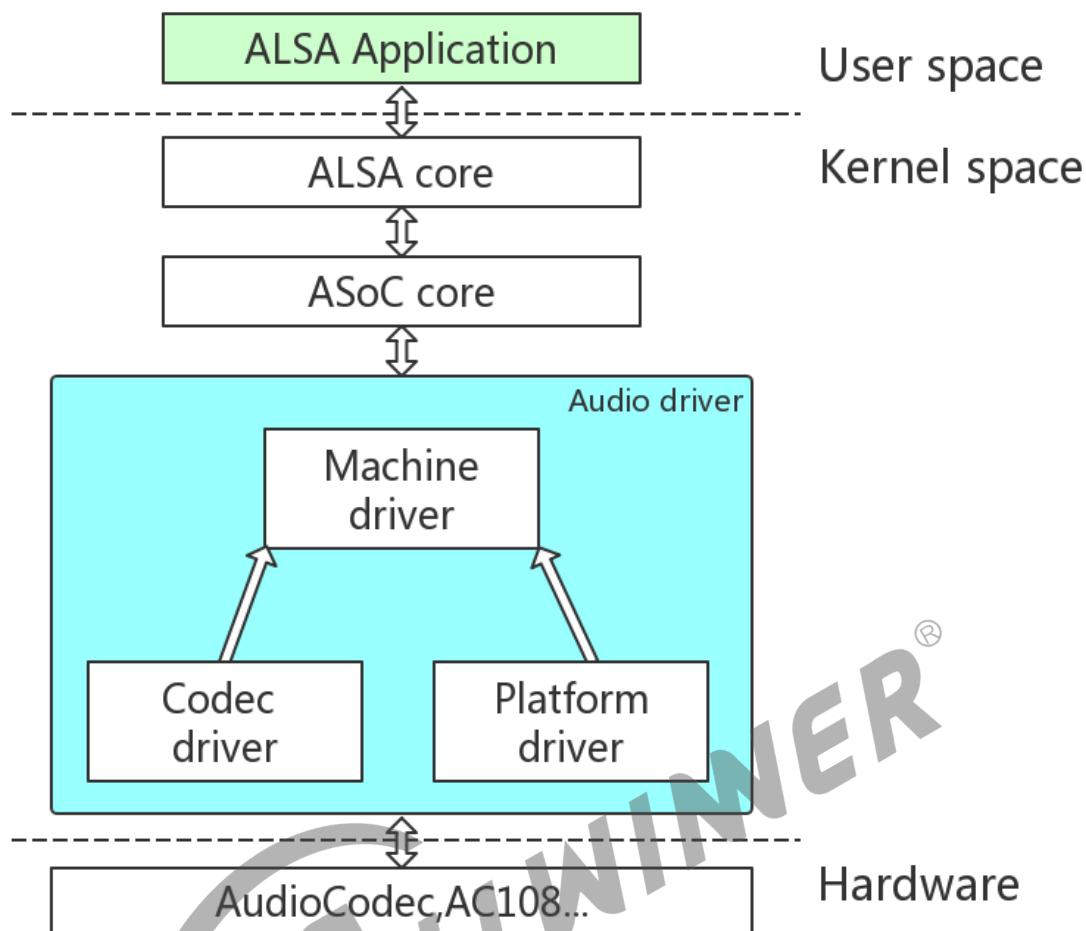 ALSA Application
User space
ALSA core
Kernel space
ASoC core
Audio driver
Machine
driver
Codec
driver
Platform
driver
®
AudioCodec,AC108...
Hardware